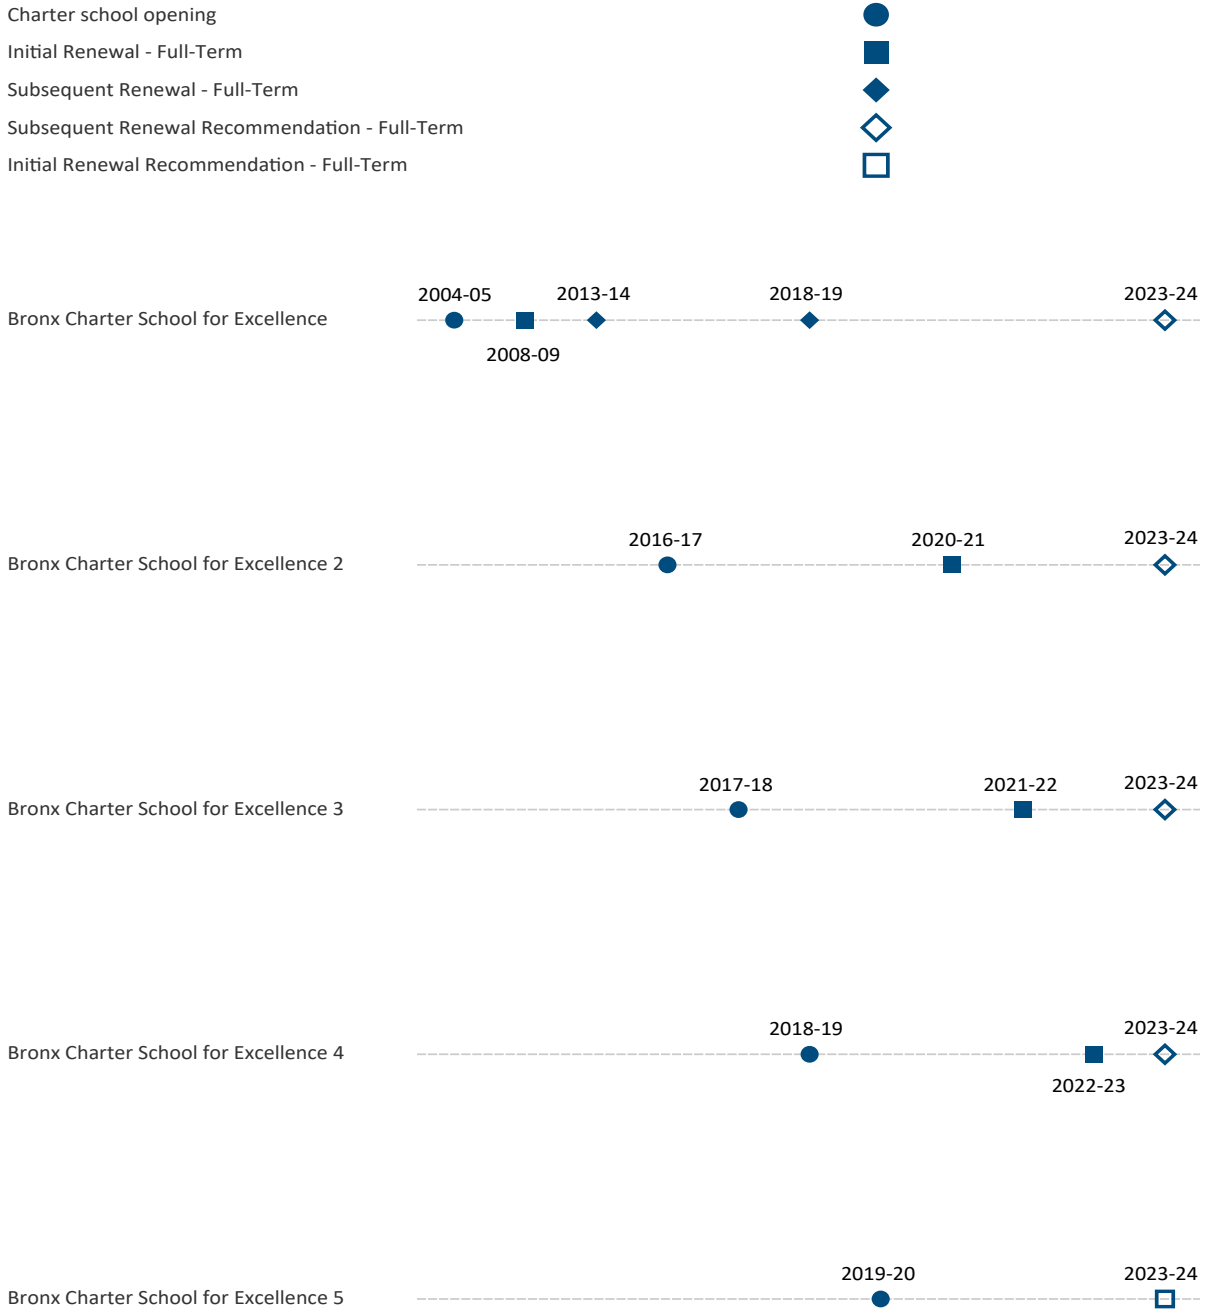 Charter school opening
Initial Renewal - Full-Term
Subsequent Renewal - Full-Term
Subsequent Renewal Recommendation - Full-Term
Initial Renewal Recommendation - Full-Term
2004-05 2013-14 2018-19 2023-24
Bronx Charter School for Excellence
2008-09
2016-17 2020-21 2023-24
Bronx Charter School for Excellence 2
2017-18 2021-22 2023-24
Bronx Charter School for Excellence 3
2018-19 2023-24
Bronx Charter School for Excellence 4
2022-23
2019-20 2023-24
Bronx Charter School for Excellence 5